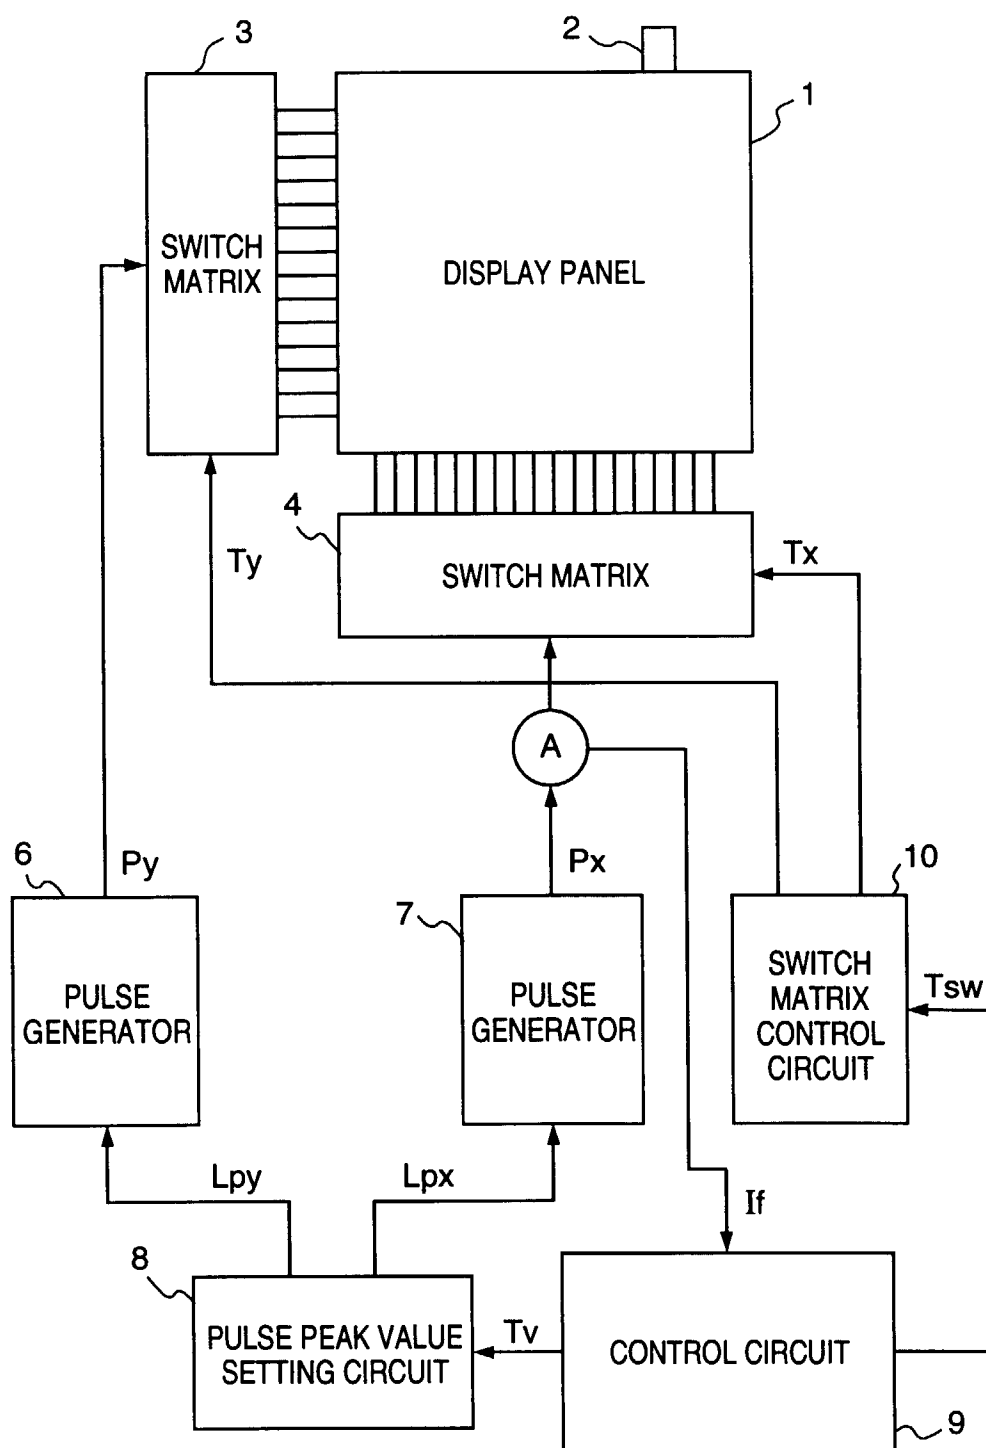 3
2
1
SWITCH
MATRIX
DISPLAY PANEL
4
Ty
SWITCH MATRIX
Tx
A
6
Py
7
Px
10
PULSE
GENERATOR
PULSE
GENERATOR
SWITCH
MATRIX
CONTROL
CIRCUIT
Tsw
Lpy
Lpx
If
8
PULSE PEAK VALUE
SETTING CIRCUIT
Tv
CONTROL CIRCUIT
9